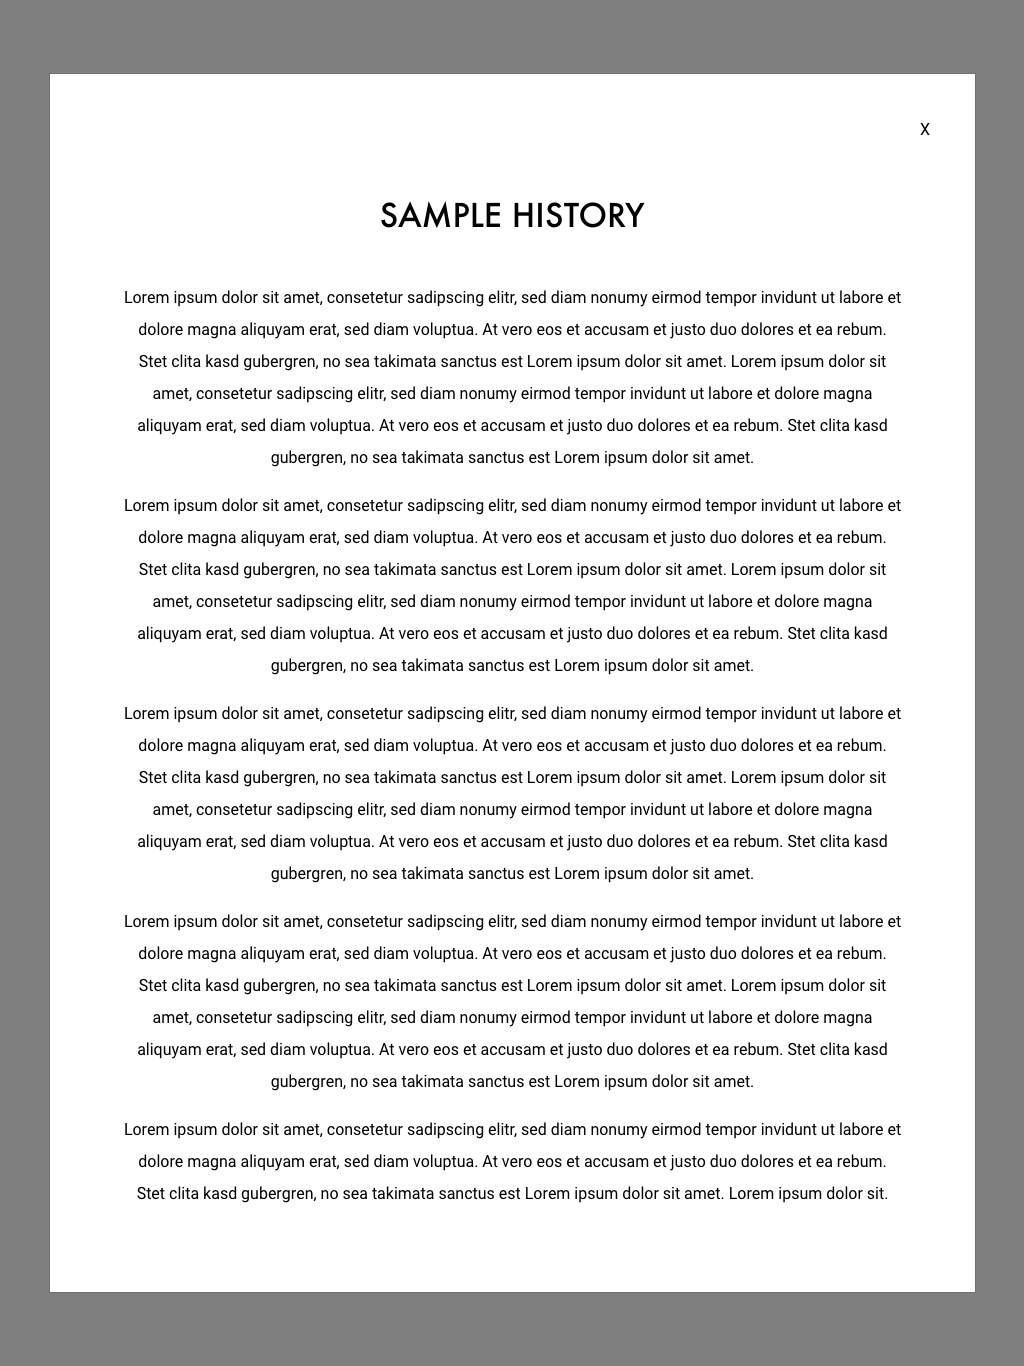 X
SAMPLE HISTORY
Lorem ipsum dolor sit amet, consetetur sadipscing elitr, sed diam nonumy eirmod tempor invidunt ut labore et
dolore magna aliquyam erat, sed diam voluptua. At vero eos et accusam et justo duo dolores et ea rebum.
Stet clita kasd gubergren, no sea takimata sanctus est Lorem ipsum dolor sit amet. Lorem ipsum dolor sit
amet, consetetur sadipscing elitr, sed diam nonumy eirmod tempor invidunt ut labore et dolore magna
aliquyam erat, sed diam voluptua. At vero eos et accusam et justo duo dolores et ea rebum. Stet clita kasd
gubergren, no sea takimata sanctus est Lorem ipsum dolor sit amet.
Lorem ipsum dolor sit amet, consetetur sadipscing elitr, sed diam nonumy eirmod tempor invidunt ut labore et
dolore magna aliquyam erat, sed diam voluptua. At vero eos et accusam et justo duo dolores et ea rebum.
Stet clita kasd gubergren, no sea takimata sanctus est Lorem ipsum dolor sit amet. Lorem ipsum dolor sit
amet, consetetur sadipscing elitr, sed diam nonumy eirmod tempor invidunt ut labore et dolore magna
aliquyam erat, sed diam voluptua. At vero eos et accusam et justo duo dolores et ea rebum. Stet clita kasd
gubergren, no sea takimata sanctus est Lorem ipsum dolor sit amet.
Lorem ipsum dolor sit amet, consetetur sadipscing elitr, sed diam nonumy eirmod tempor invidunt ut labore et
dolore magna aliquyam erat, sed diam voluptua. At vero eos et accusam et justo duo dolores et ea rebum.
Stet clita kasd gubergren, no sea takimata sanctus est Lorem ipsum dolor sit amet. Lorem ipsum dolor sit
amet, consetetur sadipscing elitr, sed diam nonumy eirmod tempor invidunt ut labore et dolore magna
aliquyam erat, sed diam voluptua. At vero eos et accusam et justo duo dolores et ea rebum. Stet clita kasd
gubergren, no sea takimata sanctus est Lorem ipsum dolor sit amet.
Lorem ipsum dolor sit amet, consetetur sadipscing elitr, sed diam nonumy eirmod tempor invidunt ut labore et
dolore magna aliquyam erat, sed diam voluptua. At vero eos et accusam et justo duo dolores et ea rebum.
Stet clita kasd gubergren, no sea takimata sanctus est Lorem ipsum dolor sit amet. Lorem ipsum dolor sit
amet, consetetur sadipscing elitr, sed diam nonumy eirmod tempor invidunt ut labore et dolore magna
aliquyam erat, sed diam voluptua. At vero eos et accusam et justo duo dolores et ea rebum. Stet clita kasd
gubergren, no sea takimata sanctus est Lorem ipsum dolor sit amet.
Lorem ipsum dolor sit amet, consetetur sadipscing elitr, sed diam nonumy eirmod tempor invidunt ut labore et
dolore magna aliquyam erat, sed diam voluptua. At vero eos et accusam et justo duo dolores et ea rebum.
Stet clita kasd gubergren, no sea takimata sanctus est Lorem ipsum dolor sit amet. Lorem ipsum dolor sit.